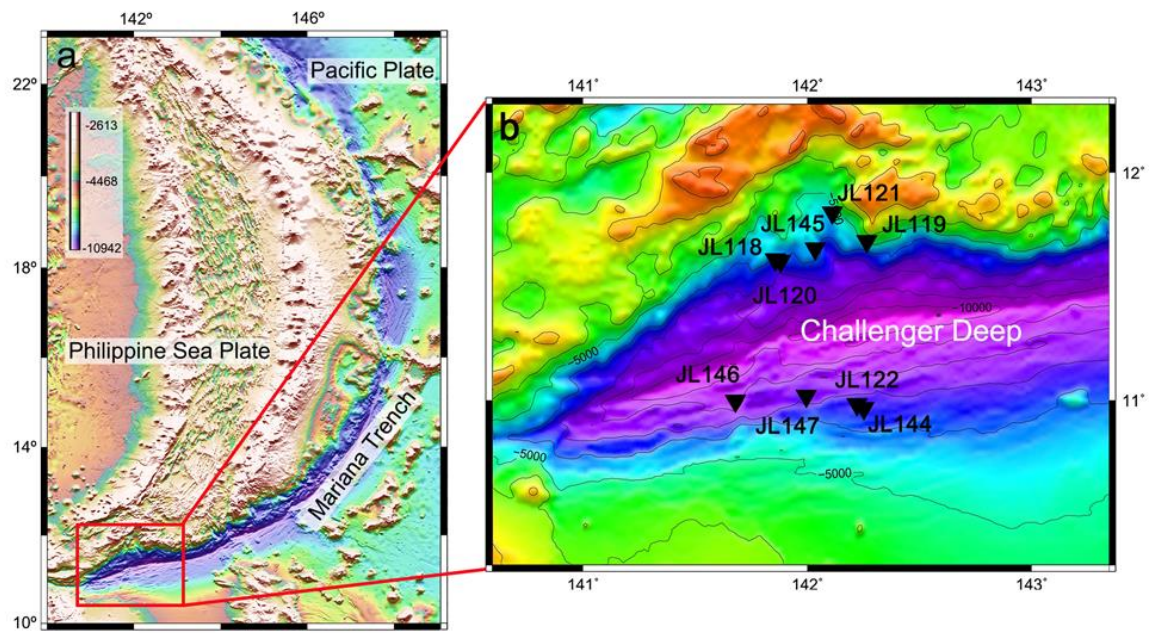 142°
146°
a
Pacific Plate
22°
-2613
-4468
-10942
18°
Philippine Sea Plate
14°
Mariana Trench
10°
141°
142°
143°
b
12°
JL121
JL145
JL119
JL118
JL120
-10000
Challenger Deep
-5000
JL146
JL122
11°
JL147
JL144
-5000
-5000
141°
142°
143°